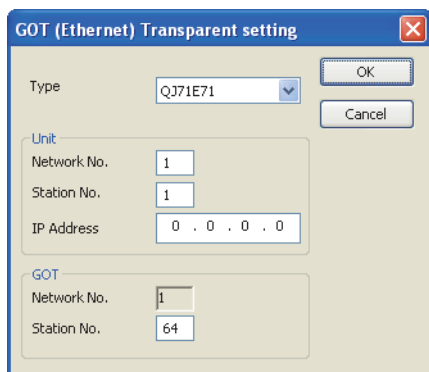 GOT (Ethernet) Transparent setting
Type QJ71E71 OK
Cancel
Unit
Network No. 1
Station No. 1
IP Address 0 . 0 . 0 . 0
GOT
Network No. 1
Station No. 64